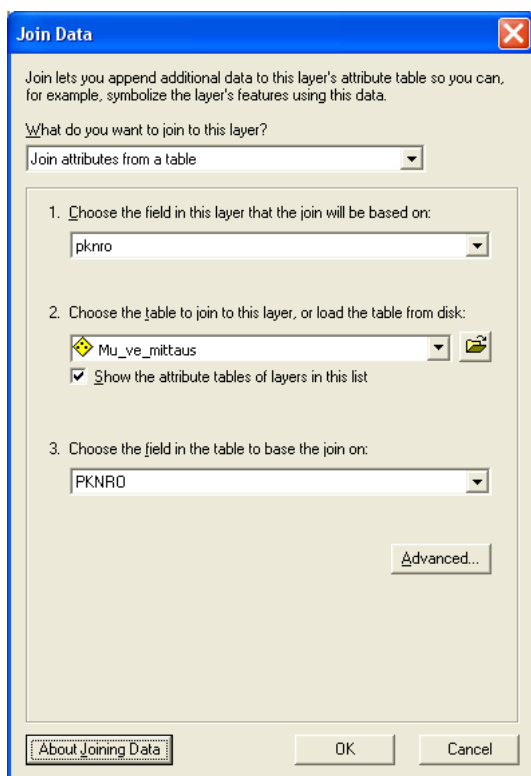 Join Data
Join lets you append additional data to this layer's attribute table so you can,
for example, symbolize the layer's features using this data.
What do you want to join to this layer?
Join attributes from a table
1. Choose the field in this layer that the join will be based on:
pknro
2. Choose the table to join to this layer, or load the table from disk:
Mu_ve_mittaus
Show the attribute tables of layers in this list
3. Choose the field in the table to base the join on:
PKNRO
Advanced...
About Joining Data
OK
Cancel